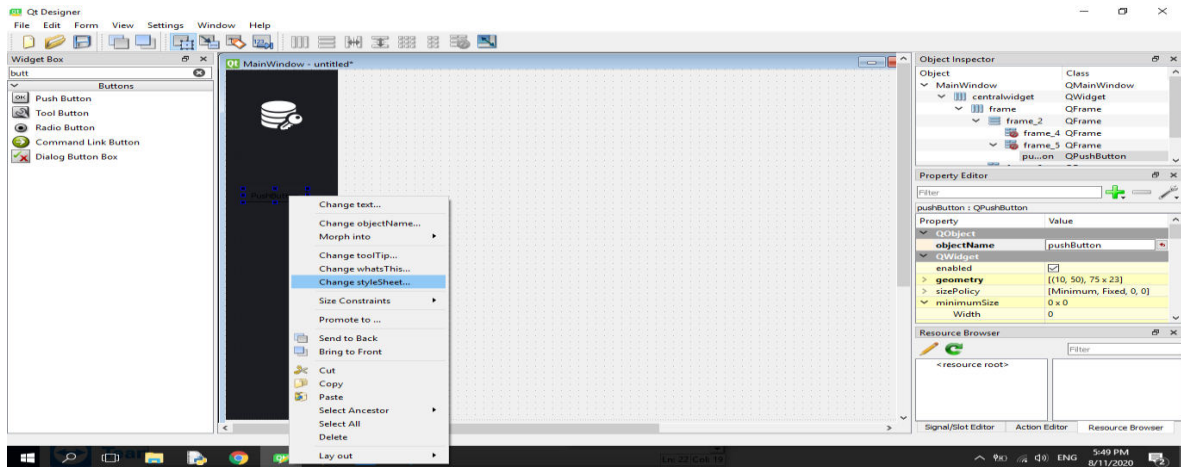 Qt Designer
File Edit Form View Settings Window Help
Widget Box
butt
Buttons
OK Push Button
Tool Button
Radio Button
Command Link Button
Dialog Button Box
Qt MainWindow - untitled*
Change text...
Change objectName...
Morph into
Change toolTip...
Change whatsThis...
Change styleSheet...
Size Constraints
Promote to ...
Send to Back
Bring to Front
Cut
Copy
Paste
Select Ancestor
Select All
Delete
Lay out
Object Inspector
Object Class
MainWindow QMainWindow
centralwidget QWidget
frame QFrame
frame_2 QFrame
frame_4 QFrame
frame_5 QFrame
pu...on QPushButton
Property Editor
Filter
pushButton : QPushButton
Property Value
QObject
objectName pushButton
QWidget
enabled
geometry [(10, 50), 75 x 23]
sizePolicy [Minimum, Fixed, 0, 0]
minimumSize 0 x 0
Width 0
Resource Browser
Filter
<resource root>
Signal/Slot Editor Action Editor Resource Browser
ENG
5:49 PM
8/11/2020